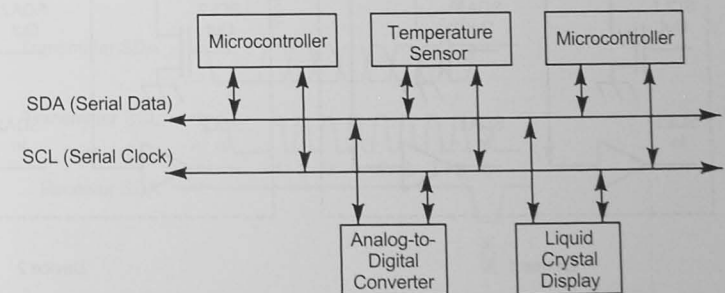 Microcontroller
Temperature
Sensor
Microcontroller
SDA (Serial Data)
SCL (Serial Clock)
Analog-to-
Digital
Converter
Liquid
Crystal
Display